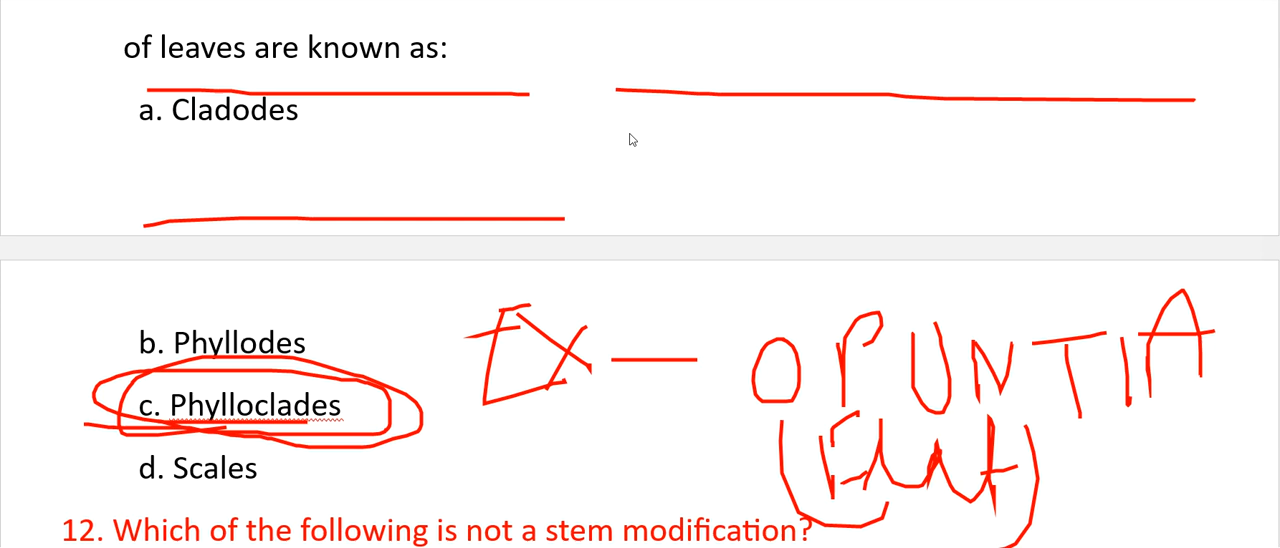 of leaves are known as:
a. Cladodes
b. Phyllodes
EX — OPUNTIA
c. Phylloclades
d. Scales
12. Which of the following is not a stem modification?